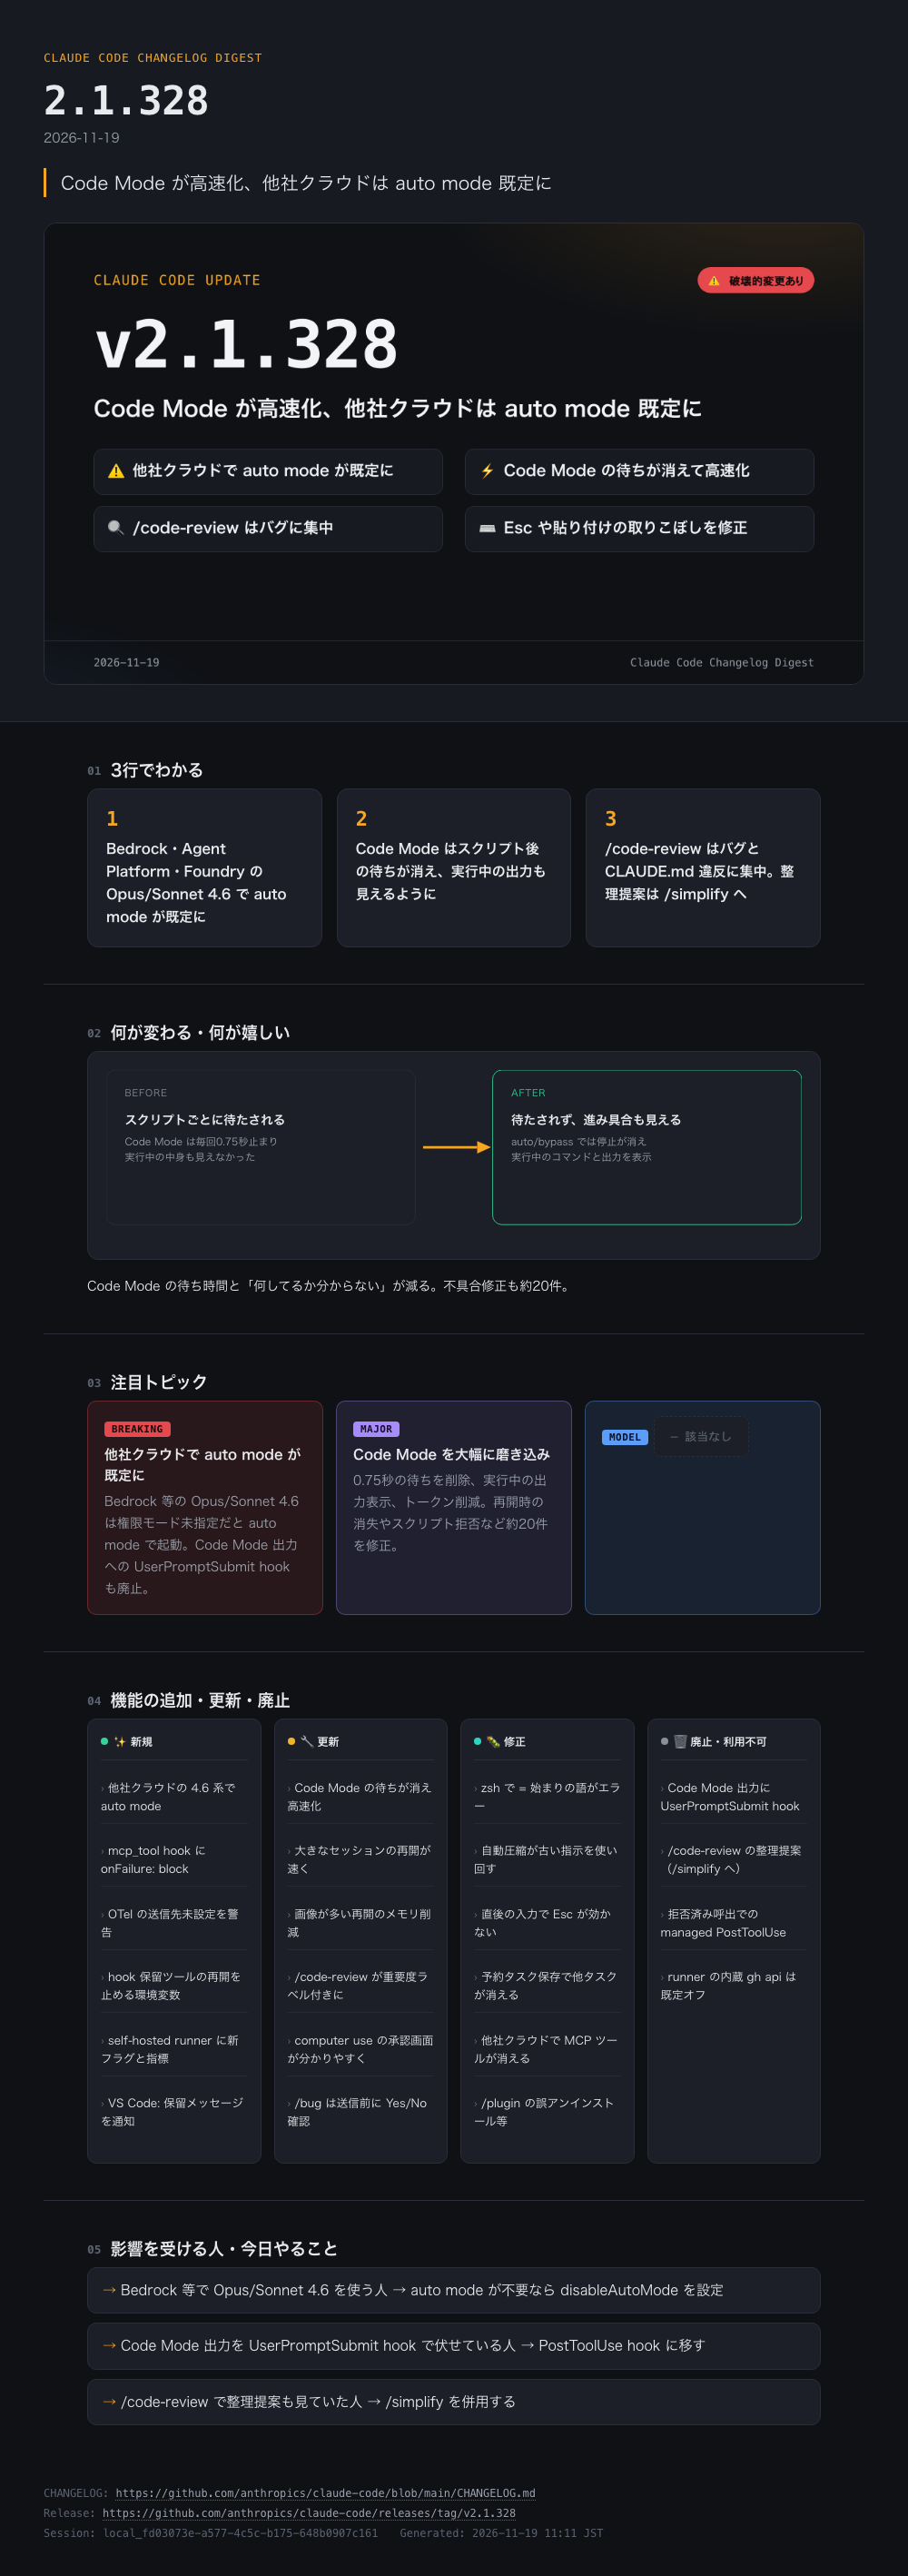 CLAUDE CODE CHANGELOG DIGEST
2.1.328
2026-11-19
Code Mode が高速化、他社クラウドは auto mode 既定に
CLAUDE CODE UPDATE
⚠️ 破壊的変更あり
v2.1.328
Code Mode が高速化、他社クラウドは auto mode 既定に
⚠️ 他社クラウドで auto mode が既定に
⚡ Code Mode の待ちが消えて高速化
🔍 /code-review はバグに集中
⌨️ Esc や貼り付けの取りこぼしを修正
2026-11-19
Claude Code Changelog Digest
01 3行でわかる
1
Bedrock・Agent
Platform・Foundry の
Opus/Sonnet 4.6 で auto
mode が既定に
2
Code Mode はスクリプト後
の待ちが消え、実行中の出力も
見えるように
3
/code-review はバグと
CLAUDE.md 違反に集中。整
理提案は /simplify へ
02 何が変わる・何が嬉しい
BEFORE
スクリプトごとに待たされる
Code Mode は毎回0.75秒止まり
実行中の中身も見えなかった
AFTER
待たされず、進み具合も見える
auto/bypass では停止が消え
実行中のコマンドと出力を表示
Code Mode の待ち時間と「何してるか分からない」が減る。不具合修正も約20件。
03 注目トピック
BREAKING
他社クラウドで auto mode が
既定に
Bedrock 等の Opus/Sonnet 4.6
は権限モード未指定だと auto
mode で起動。Code Mode 出力
への UserPromptSubmit hook
も廃止。
MAJOR
Code Mode を大幅に磨き込み
0.75秒の待ちを削除、実行中の出
力表示、トークン削減。再開時の
消失やスクリプト拒否など約20件
を修正。
MODEL
— 該当なし
04 機能の追加・更新・廃止
✨ 新規
› 他社クラウドの 4.6 系で
auto mode
› mcp_tool hook に
onFailure: block
› OTel の送信先未設定を警
告
› hook 保留ツールの再開を
止める環境変数
› self-hosted runner に新
フラグと指標
› VS Code: 保留メッセージ
を通知
🔧 更新
› Code Mode の待ちが消え
高速化
› 大きなセッションの再開が
速く
› 画像が多い再開のメモリ削
減
› /code-review が重要度ラ
ベル付きに
› computer use の承認画面
が分かりやすく
› /bug は送信前に Yes/No
確認
🐛 修正
› zsh で = 始まりの語がエラ
ー
› 自動圧縮が古い指示を使い
回す
› 直後の入力で Esc が効か
ない
› 予約タスク保存で他タスク
が消える
› 他社クラウドで MCP ツー
ルが消える
› /plugin の誤アンインスト
ール等
🗑️ 廃止・利用不可
› Code Mode 出力に
UserPromptSubmit hook
› /code-review の整理提案
（/simplify へ）
› 拒否済み呼出での
managed PostToolUse
› runner の内蔵 gh api は
既定オフ
05 影響を受ける人・今日やること
→ Bedrock 等で Opus/Sonnet 4.6 を使う人 → auto mode が不要なら disableAutoMode を設定
→ Code Mode 出力を UserPromptSubmit hook で伏せている人 → PostToolUse hook に移す
→ /code-review で整理提案も見ていた人 → /simplify を併用する
CHANGELOG: https://github.com/anthropics/claude-code/blob/main/CHANGELOG.md
Release: https://github.com/anthropics/claude-code/releases/tag/v2.1.328
Session: local_fd03073e-a577-4c5c-b175-648b0907c161 Generated: 2026-11-19 11:11 JST